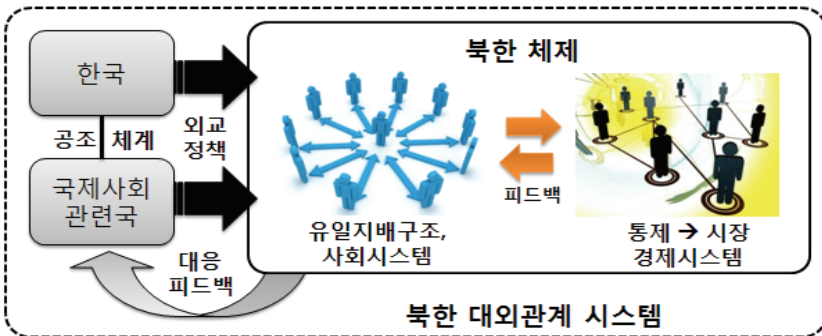 북한 체제
한국
공조 체계
외교
정책
국제사회
관련국
피드백
유일지배구조,
사회시스템
통제 → 시장
경제시스템
대응
피드백
북한 대외관계 시스템